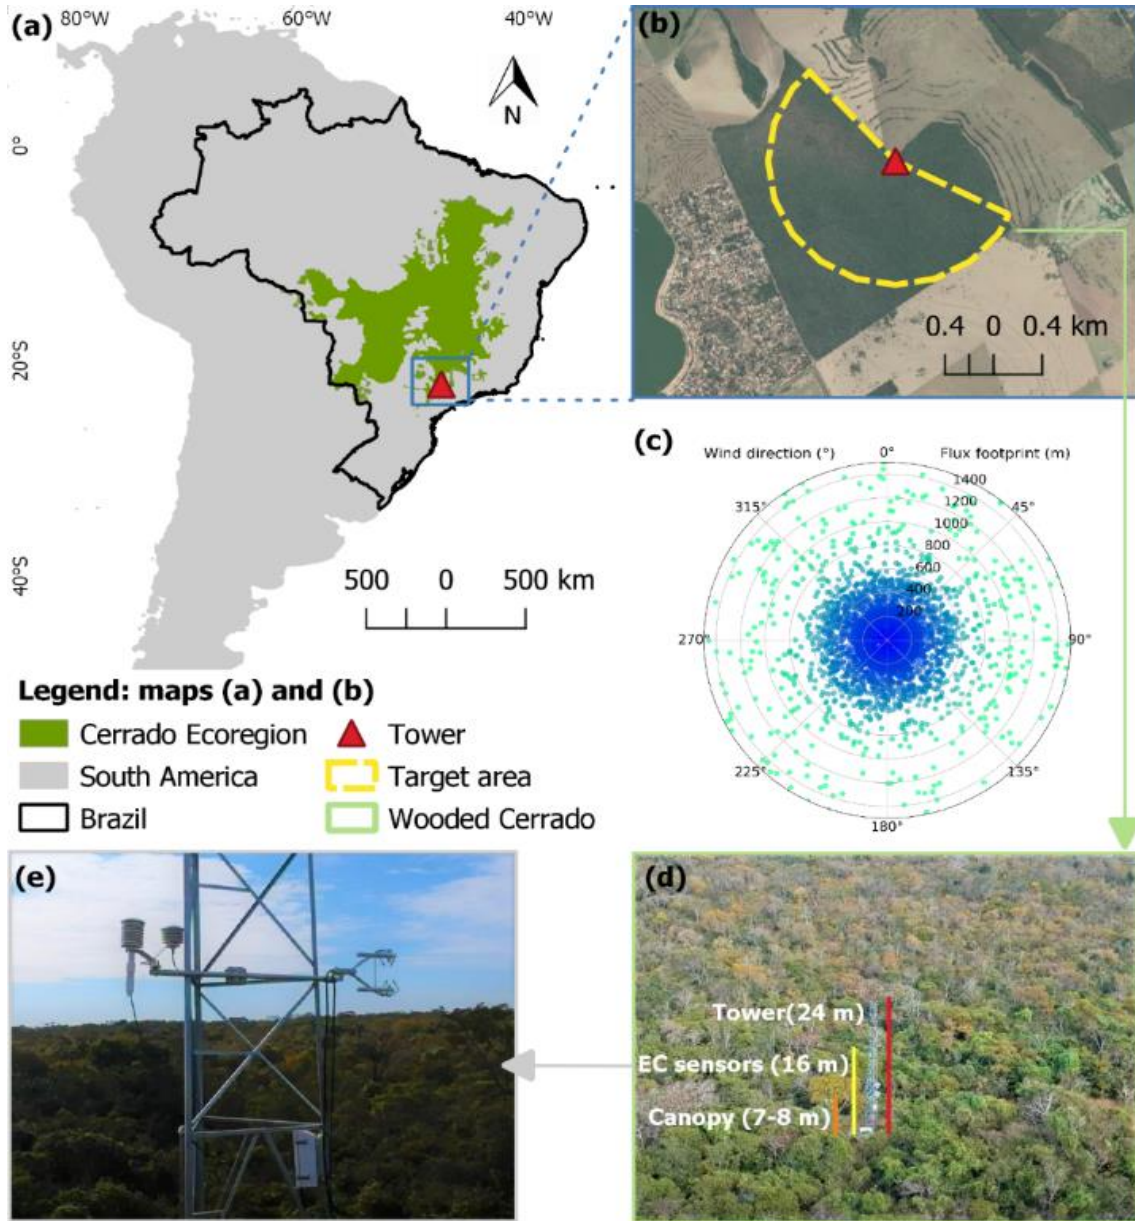 (a)
80°W 60°W 40°W
N
0°
20°S
40°S
500 0 500 km
(b)
0.4 0 0.4 km
(c)
Wind direction (°) 0° Flux footprint (m)
1400
1200
1000
800
600
400
200
45°
90°
135°
180°
225°
270°
315°
Legend: maps (a) and (b)
Cerrado Ecoregion
Tower
South America
Target area
Brazil
Wooded Cerrado
(e)
(d)
Tower(24 m)
EC sensors (16 m)
Canopy (7-8 m)